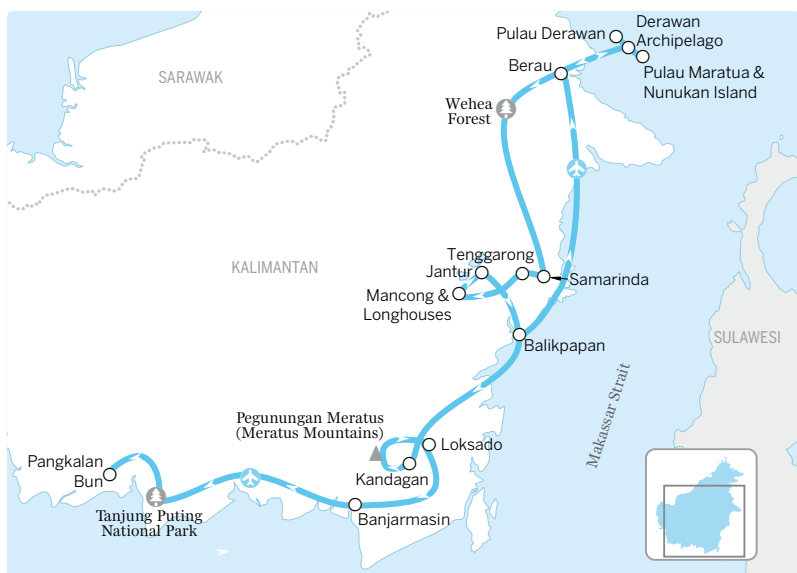 Pulau Derawan
Derawan
Archipelago
Berau
Pulau Maratua &
Nunukan Island
SARAWAK
Wehea
Forest
Tenggarong
KALIMANTAN
Jantur
Samarinda
Mancong &
Longhouses
Balikpapan
SULAWESI
Makassar Strait
Pegunungan Meratus
(Meratus Mountains)
Loksado
Pangkalan
Bun
Kandagan
Tanjung Puting
National Park
Banjarmasin